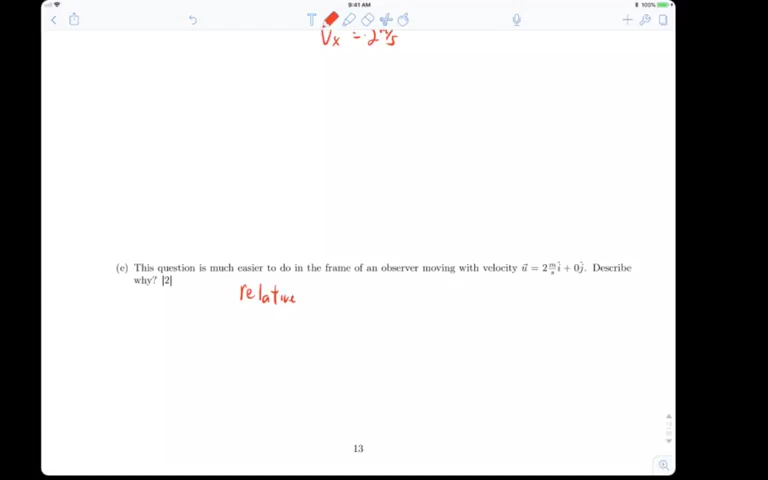 9:41 AM
100%
T
Vx = 2 m/s
(e) This question is much easier to do in the frame of an observer moving with velocity u⃗ = 2 m/s î + 0ĵ. Describe
why? |2|
relative
13